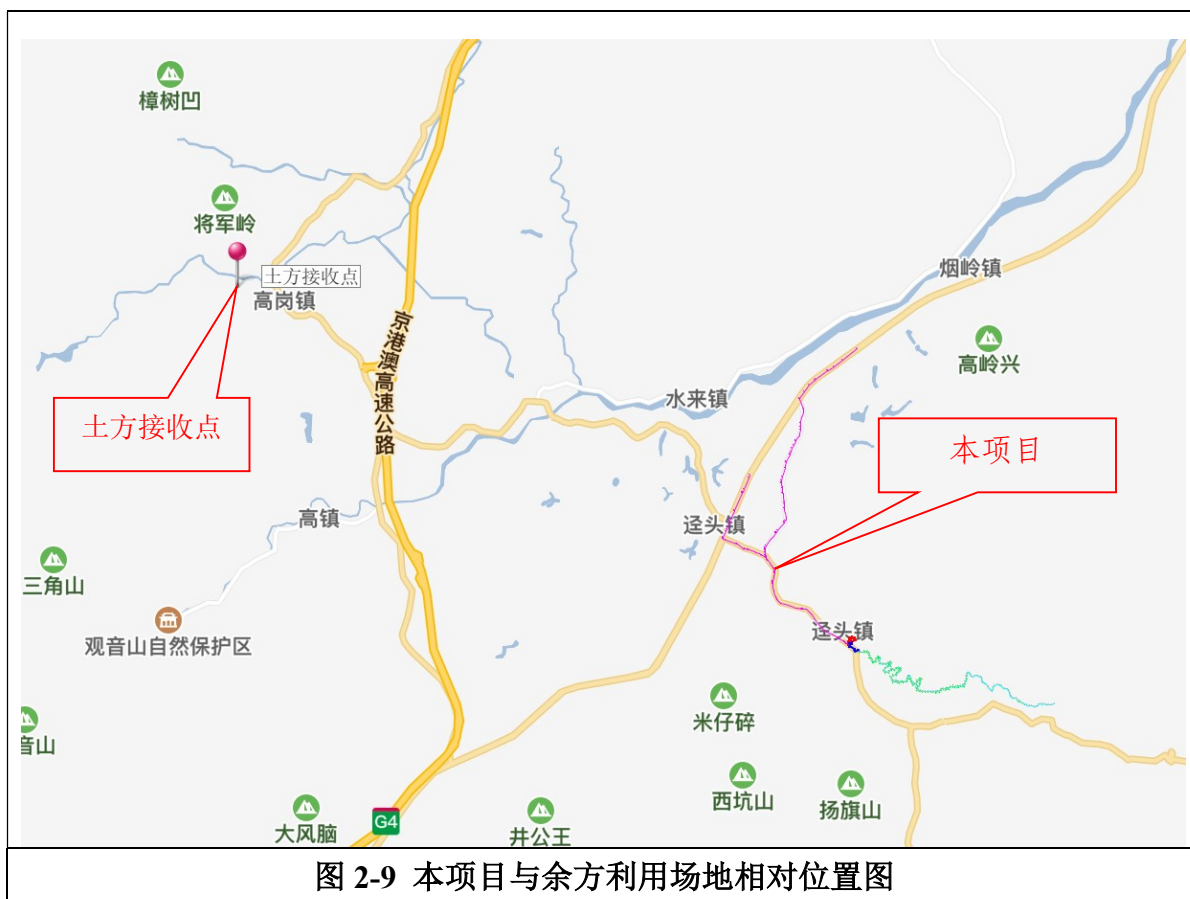 樟树凹
将军岭
土方接收点
高岗镇
烟岭镇
京港澳高速公路
高岭兴
水来镇
土方接收点
本项目
高镇
迳头镇
三角山
观音山自然保护区
迳头镇
米仔碎
音山
西坑山
扬旗山
大风脑
G4
井公王
图 2-9 本项目与余方利用场地相对位置图